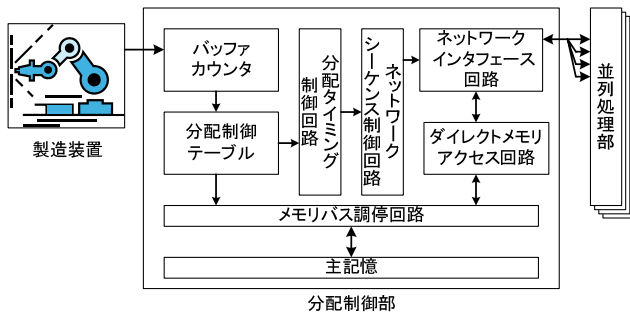 バッファ
カウンタ
分配制御
テーブル
分配タイミング
制御回路
ネットワーク
シーケンス制御回路
ネットワーク
インタフェース
回路
ダイレクトメモリ
アクセス回路
メモリバス調停回路
主記憶
製造装置
並列処理部
分配制御部